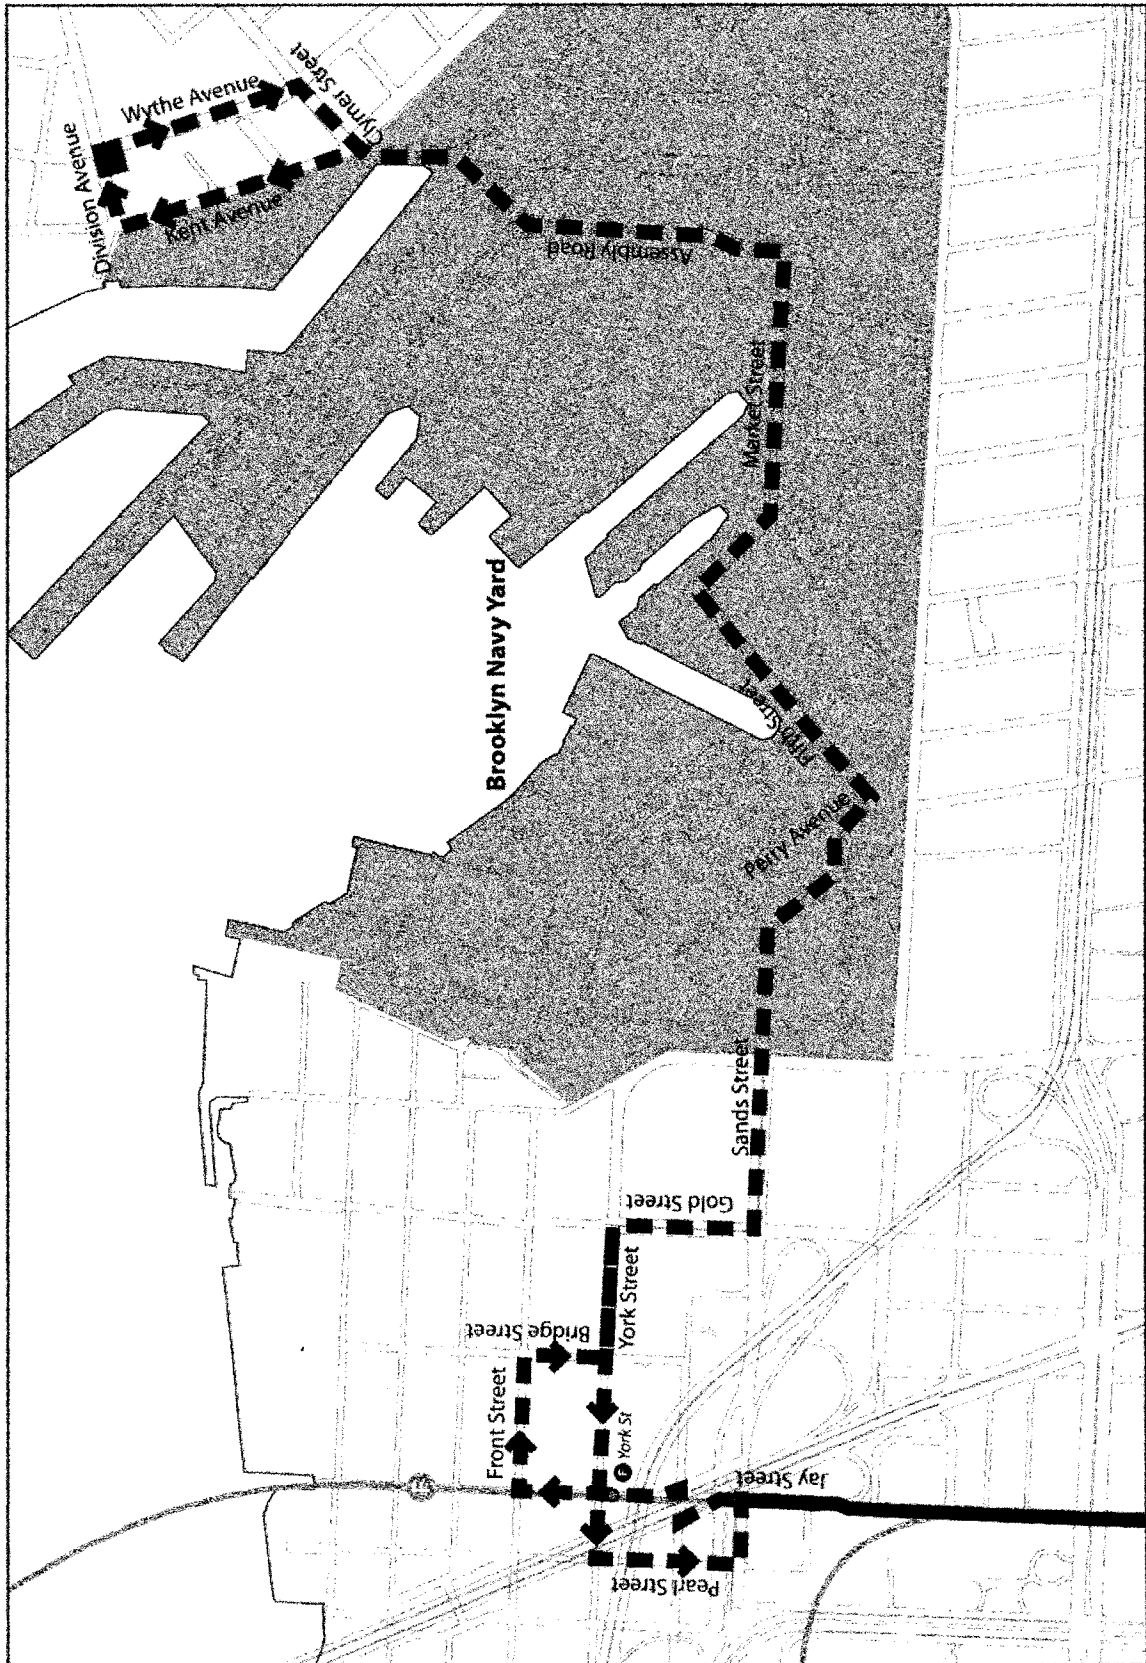 Wythe Avenue
Clymer Street
Division Avenue
Kent Avenue
Assembly Road
Market Street
Brooklyn Navy Yard
Fifth Street
Perry Avenue
Sands Street
Gold Street
York Street
Bridge Street
Front Street
F York St
Jay Street
Pearl Street